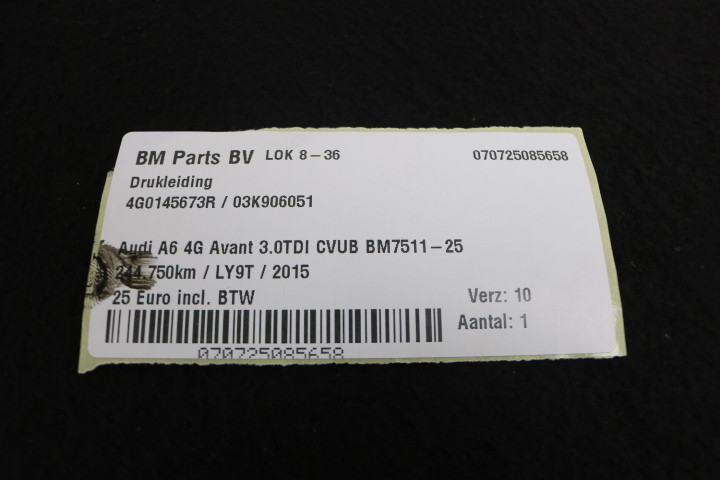 BM Parts BV LOK 8-36 070725085658
Drukleiding
4G0145673R / 03K906051
Audi A6 4G Avant 3.0TDI CVUB BM7511-25
244.750km / LY9T / 2015
25 Euro incl. BTW
Verz: 10
Aantal: 1
070725085658